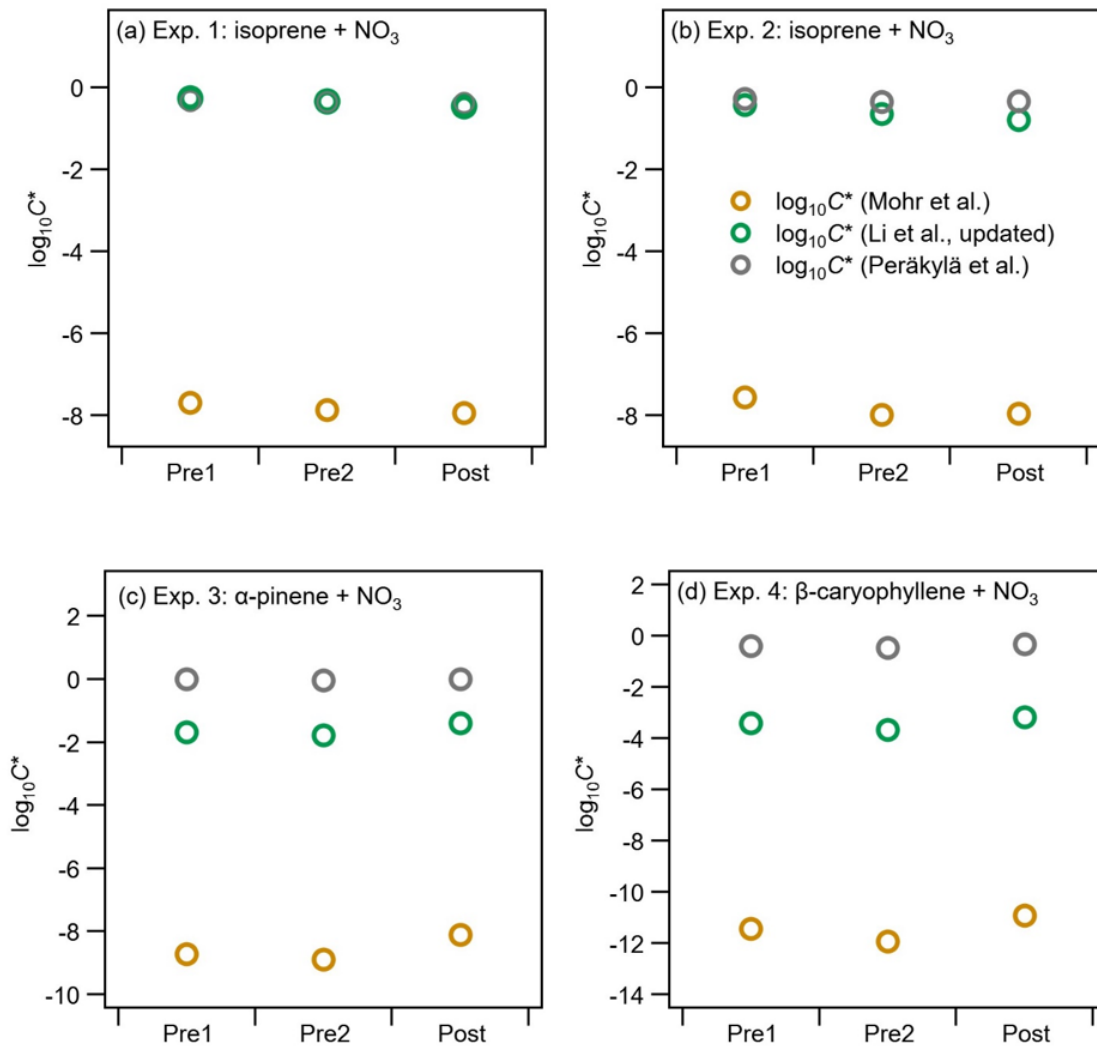 (a) Exp. 1: isoprene + NO₃
0
-2
-4
-6
-8
log₁₀C*
Pre1 Pre2 Post
(b) Exp. 2: isoprene + NO₃
0
-2
-4
-6
-8
log₁₀C*
log₁₀C* (Mohr et al.)
log₁₀C* (Li et al., updated)
log₁₀C* (Peräkylä et al.)
Pre1 Pre2 Post
(c) Exp. 3: α-pinene + NO₃
2
0
-2
-4
-6
-8
-10
log₁₀C*
Pre1 Pre2 Post
(d) Exp. 4: β-caryophyllene + NO₃
2
0
-2
-4
-6
-8
-10
-12
-14
log₁₀C*
Pre1 Pre2 Post